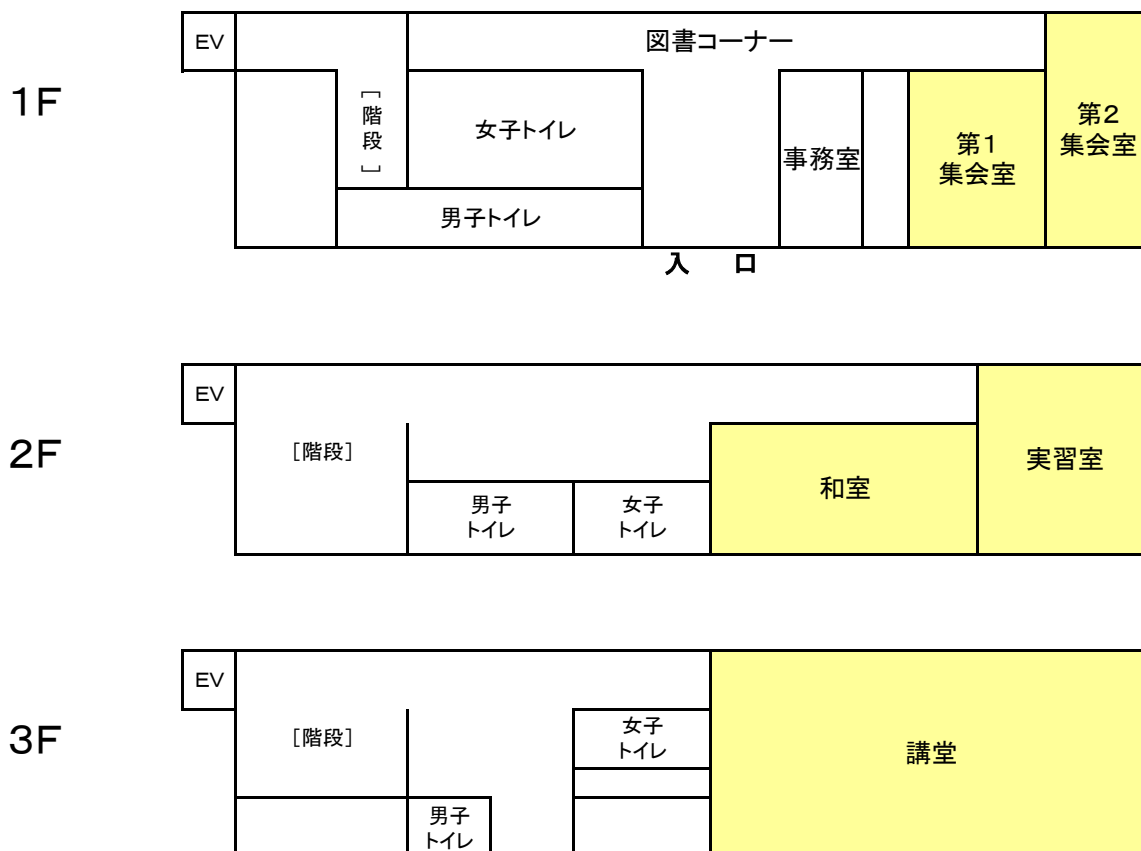 1F
EV
図書コーナー
[階段]
女子トイレ
男子トイレ
事務室
第1
集会室
第2
集会室
入 口
2F
EV
[階段]
男子
トイレ
女子
トイレ
和室
実習室
3F
EV
[階段]
女子
トイレ
男子
トイレ
講堂